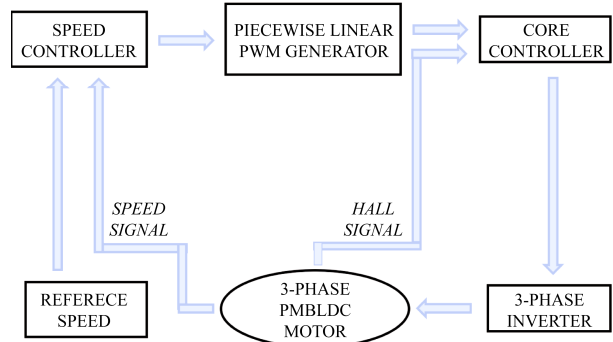 SPEED
CONTROLLER
PIECEWISE LINEAR
PWM GENERATOR
CORE
CONTROLLER
SPEED
SIGNAL
HALL
SIGNAL
REFERECE
SPEED
3-PHASE
PMBLDC
MOTOR
3-PHASE
INVERTER